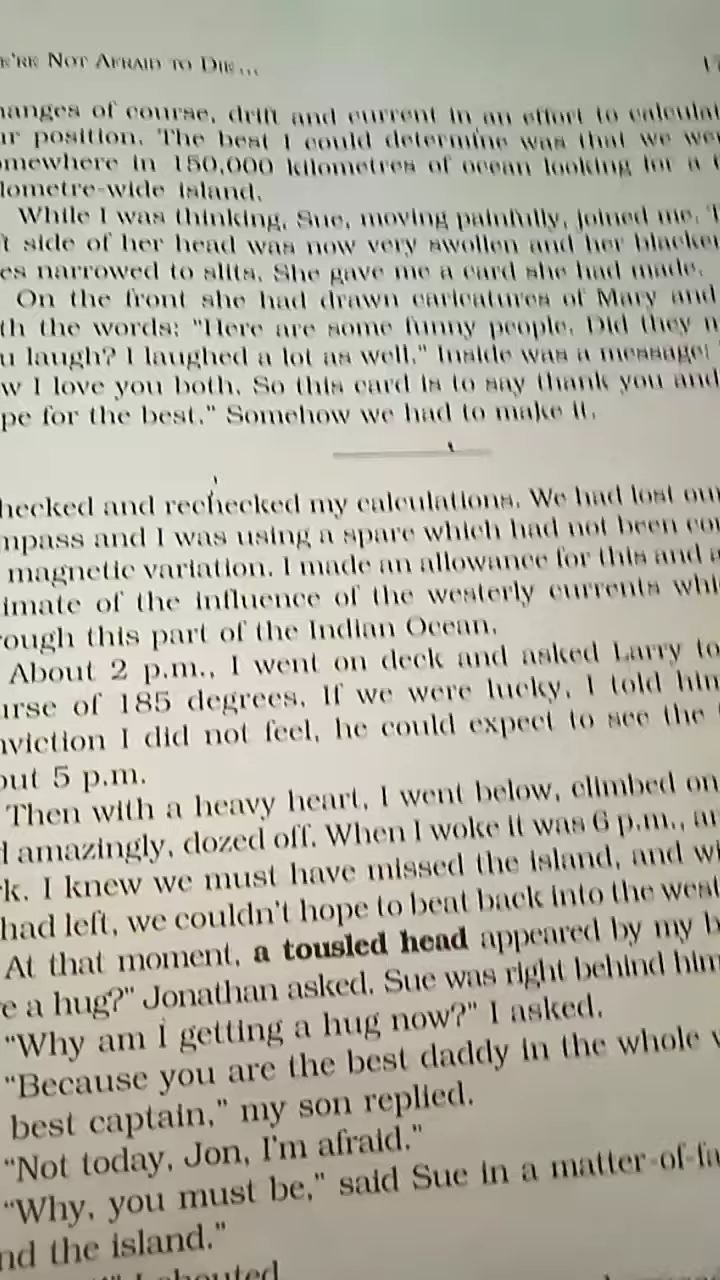 E'RE NOT AFRAID TO DIE...
hanges of course, drift and current in an effort to calculat
ur position. The best I could determine was that we we
mewhere in 150,000 kilometres of ocean looking for a
lometre-wide island.
While I was thinking, Sue, moving painfully, joined me. T
t side of her head was now very swollen and her blacke
es narrowed to slits. She gave me a card she had made.
On the front she had drawn caricatures of Mary and
th the words: "Here are some funny people. Did they m
u laugh? I laughed a lot as well." Inside was a message:
w I love you both. So this card is to say thank you and
pe for the best." Somehow we had to make it.
hecked and rechecked my calculations. We had lost our
mpass and I was using a spare which had not been cor
magnetic variation. I made an allowance for this and a
imate of the influence of the westerly currents whi
rough this part of the Indian Ocean.
About 2 p.m., I went on deck and asked Larry to
urse of 185 degrees. If we were lucky, I told him
nviction I did not feel, he could expect to see the
out 5 p.m.
Then with a heavy heart, I went below, climbed on
d amazingly, dozed off. When I woke it was 6 p.m., an
rk. I knew we must have missed the island, and wi
had left, we couldn't hope to beat back into the west
At that moment, a tousled head appeared by my b
e a hug?" Jonathan asked. Sue was right behind him
"Why am I getting a hug now?" I asked.
"Because you are the best daddy in the whole w
best captain," my son replied.
"Not today, Jon, I'm afraid."
"Why, you must be," said Sue in a matter-of-fa
nd the island."
I shouted